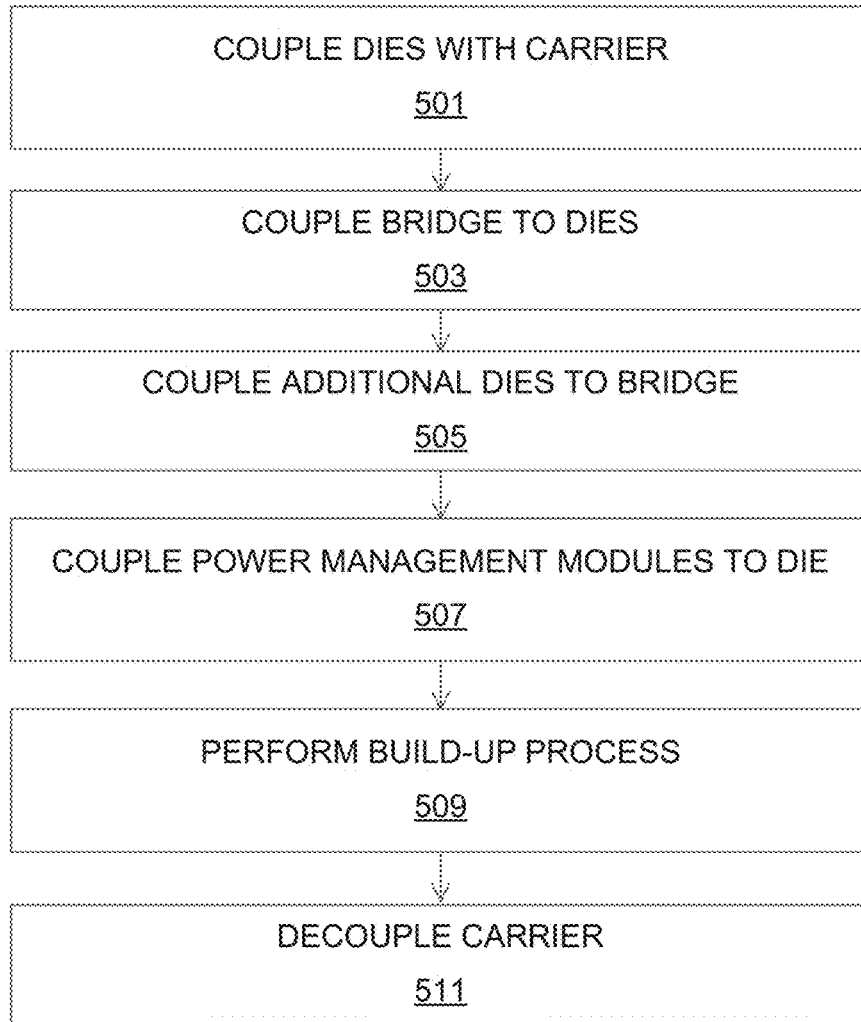 COUPLE DIES WITH CARRIER
501
COUPLE BRIDGE TO DIES
503
COUPLE ADDITIONAL DIES TO BRIDGE
505
COUPLE POWER MANAGEMENT MODULES TO DIE
507
PERFORM BUILD-UP PROCESS
509
DECOUPLE CARRIER
511